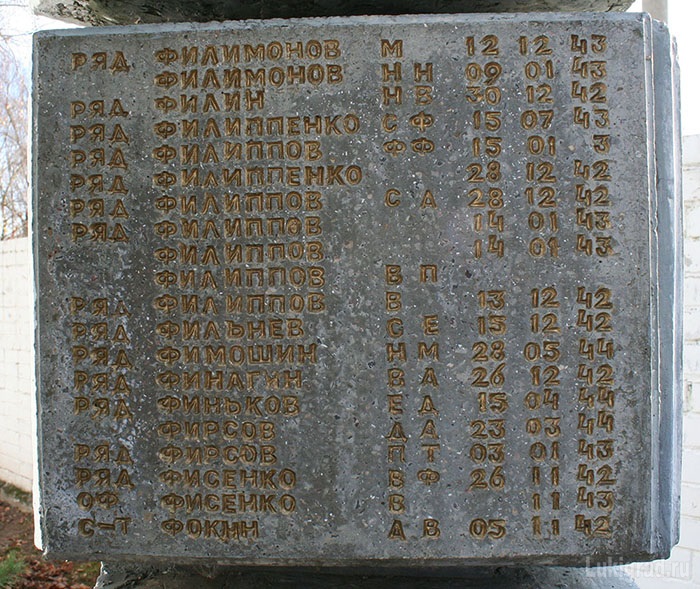 РЯД ФИЛИМОНОВ М 12 12 43
ФИЛИМОНОВ Н Н 09 01 43
РЯД ФИЛИН Н В 30 12 42
РЯД ФИЛИППЕНКО С Ф 15 07 43
РЯД ФИЛИППОВ Ф Ф 15 01 3
РЯД ФИЛИППЕНКО 28 12 42
РЯД ФИЛИППОВ С А 28 12 42
РЯД ФИЛИППОВ 14 01 43
ФИЛИППОВ 14 01 43
ФИЛИППОВ В П
РЯД ФИЛИППОВ В 13 12 42
РЯД ФИЛЬНЕВ С Е 15 12 42
РЯД ФИМОШИН Н М 28 05 44
РЯД ФИНАГИН В А 26 12 42
РЯД ФИНЬКОВ Е Д 15 04 44
ФИРСОВ Д А 23 03 44
РЯД ФИРСОВ П Т 03 01 43
РЯД ФИСЕНКО В Ф 26 11 42
ОФ ФИСЕНКО В 11 43
С-Т ФОКИН А В 05 11 42
Lukigrad.ru